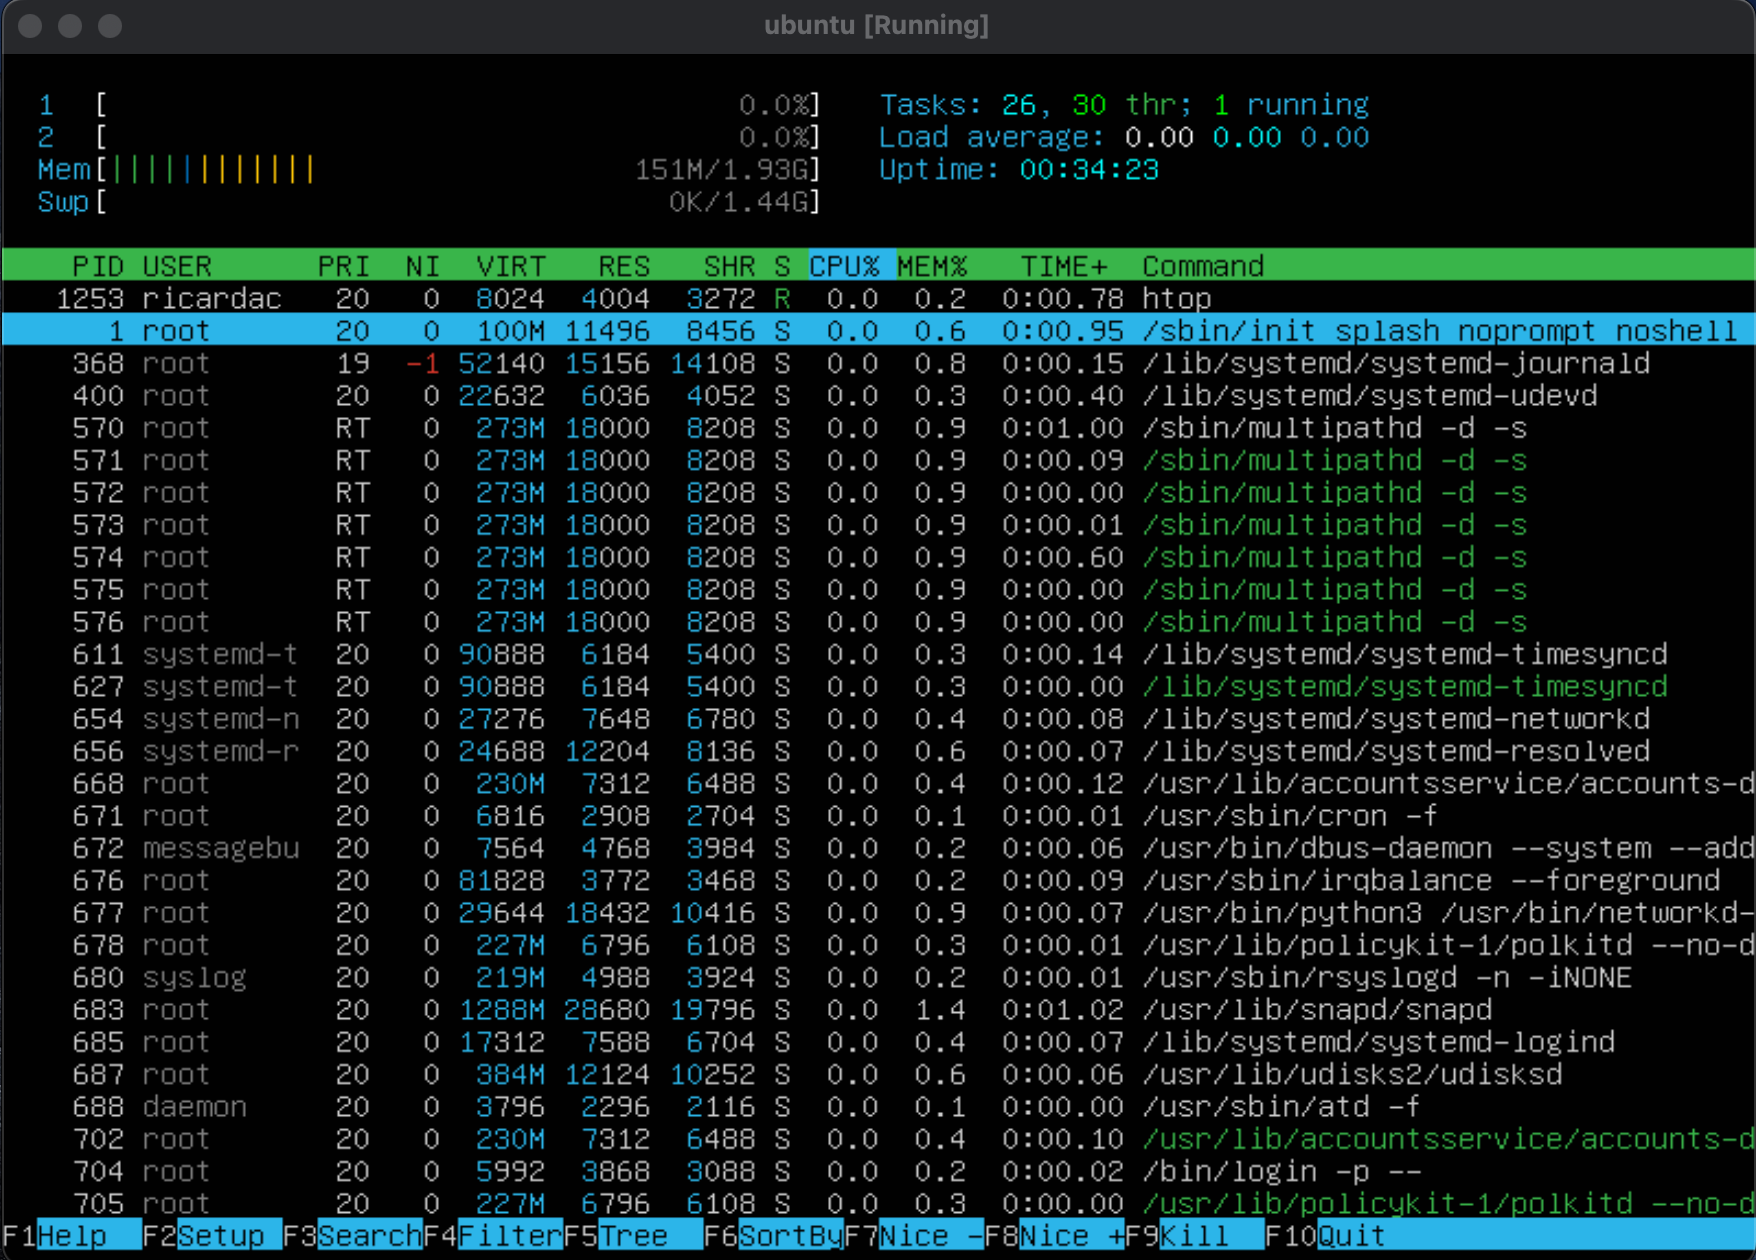 ubuntu [Running]
1 [ 0.0%] Tasks: 26, 30 thr; 1 running
2 [ 0.0%] Load average: 0.00 0.00 0.00
Mem[|||||||||||| 151M/1.93G] Uptime: 00:34:23
Swp[ 0K/1.44G]
PID USER PRI NI VIRT RES SHR S CPU% MEM% TIME+ Command
1253 ricardac 20 0 8024 4004 3272 R 0.0 0.2 0:00.78 htop
1 root 20 0 100M 11496 8456 S 0.0 0.6 0:00.95 /sbin/init splash noprompt noshell
368 root 19 -1 52140 15156 14108 S 0.0 0.8 0:00.15 /lib/systemd/systemd-journald
400 root 20 0 22632 6036 4052 S 0.0 0.3 0:00.40 /lib/systemd/systemd-udevd
570 root RT 0 273M 18000 8208 S 0.0 0.9 0:01.00 /sbin/multipathd -d -s
571 root RT 0 273M 18000 8208 S 0.0 0.9 0:00.09 /sbin/multipathd -d -s
572 root RT 0 273M 18000 8208 S 0.0 0.9 0:00.00 /sbin/multipathd -d -s
573 root RT 0 273M 18000 8208 S 0.0 0.9 0:00.01 /sbin/multipathd -d -s
574 root RT 0 273M 18000 8208 S 0.0 0.9 0:00.60 /sbin/multipathd -d -s
575 root RT 0 273M 18000 8208 S 0.0 0.9 0:00.00 /sbin/multipathd -d -s
576 root RT 0 273M 18000 8208 S 0.0 0.9 0:00.00 /sbin/multipathd -d -s
611 systemd-t 20 0 90888 6184 5400 S 0.0 0.3 0:00.14 /lib/systemd/systemd-timesyncd
627 systemd-t 20 0 90888 6184 5400 S 0.0 0.3 0:00.00 /lib/systemd/systemd-timesyncd
654 systemd-n 20 0 27276 7648 6780 S 0.0 0.4 0:00.08 /lib/systemd/systemd-networkd
656 systemd-r 20 0 24688 12204 8136 S 0.0 0.6 0:00.07 /lib/systemd/systemd-resolved
668 root 20 0 230M 7312 6488 S 0.0 0.4 0:00.12 /usr/lib/accountsservice/accounts-d
671 root 20 0 6816 2908 2704 S 0.0 0.1 0:00.01 /usr/sbin/cron -f
672 messagebu 20 0 7564 4768 3984 S 0.0 0.2 0:00.06 /usr/bin/dbus-daemon --system --add
676 root 20 0 81828 3772 3468 S 0.0 0.2 0:00.09 /usr/sbin/irqbalance --foreground
677 root 20 0 29644 18432 10416 S 0.0 0.9 0:00.07 /usr/bin/python3 /usr/bin/networkd-
678 root 20 0 227M 6796 6108 S 0.0 0.3 0:00.01 /usr/lib/policykit-1/polkitd --no-d
680 syslog 20 0 219M 4988 3924 S 0.0 0.2 0:00.01 /usr/sbin/rsyslogd -n -iNONE
683 root 20 0 1288M 28680 19796 S 0.0 1.4 0:01.02 /usr/lib/snapd/snapd
685 root 20 0 17312 7588 6704 S 0.0 0.4 0:00.07 /lib/systemd/systemd-logind
687 root 20 0 384M 12124 10252 S 0.0 0.6 0:00.06 /usr/lib/udisks2/udisksd
688 daemon 20 0 3796 2296 2116 S 0.0 0.1 0:00.00 /usr/sbin/atd -f
702 root 20 0 230M 7312 6488 S 0.0 0.4 0:00.10 /usr/lib/accountsservice/accounts-d
704 root 20 0 5992 3868 3088 S 0.0 0.2 0:00.02 /bin/login -p --
705 root 20 0 227M 6796 6108 S 0.0 0.3 0:00.00 /usr/lib/policykit-1/polkitd --no-d
F1Help F2Setup F3SearchF4FilterF5Tree F6SortByF7Nice -F8Nice +F9Kill F10Quit